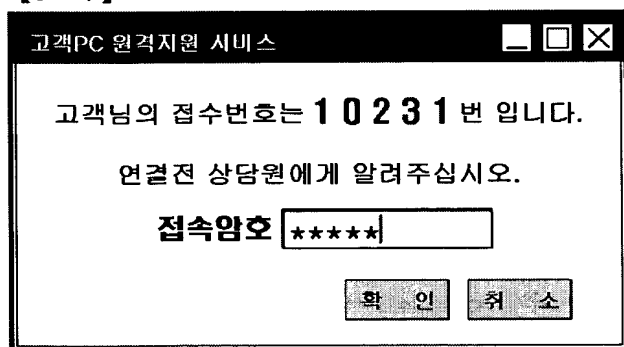 고객PC 원격지원 서비스
고객님의 접수번호는 10231번 입니다.
연결전 상담원에게 알려주십시오.
접속암호 *****
확 인 취 소